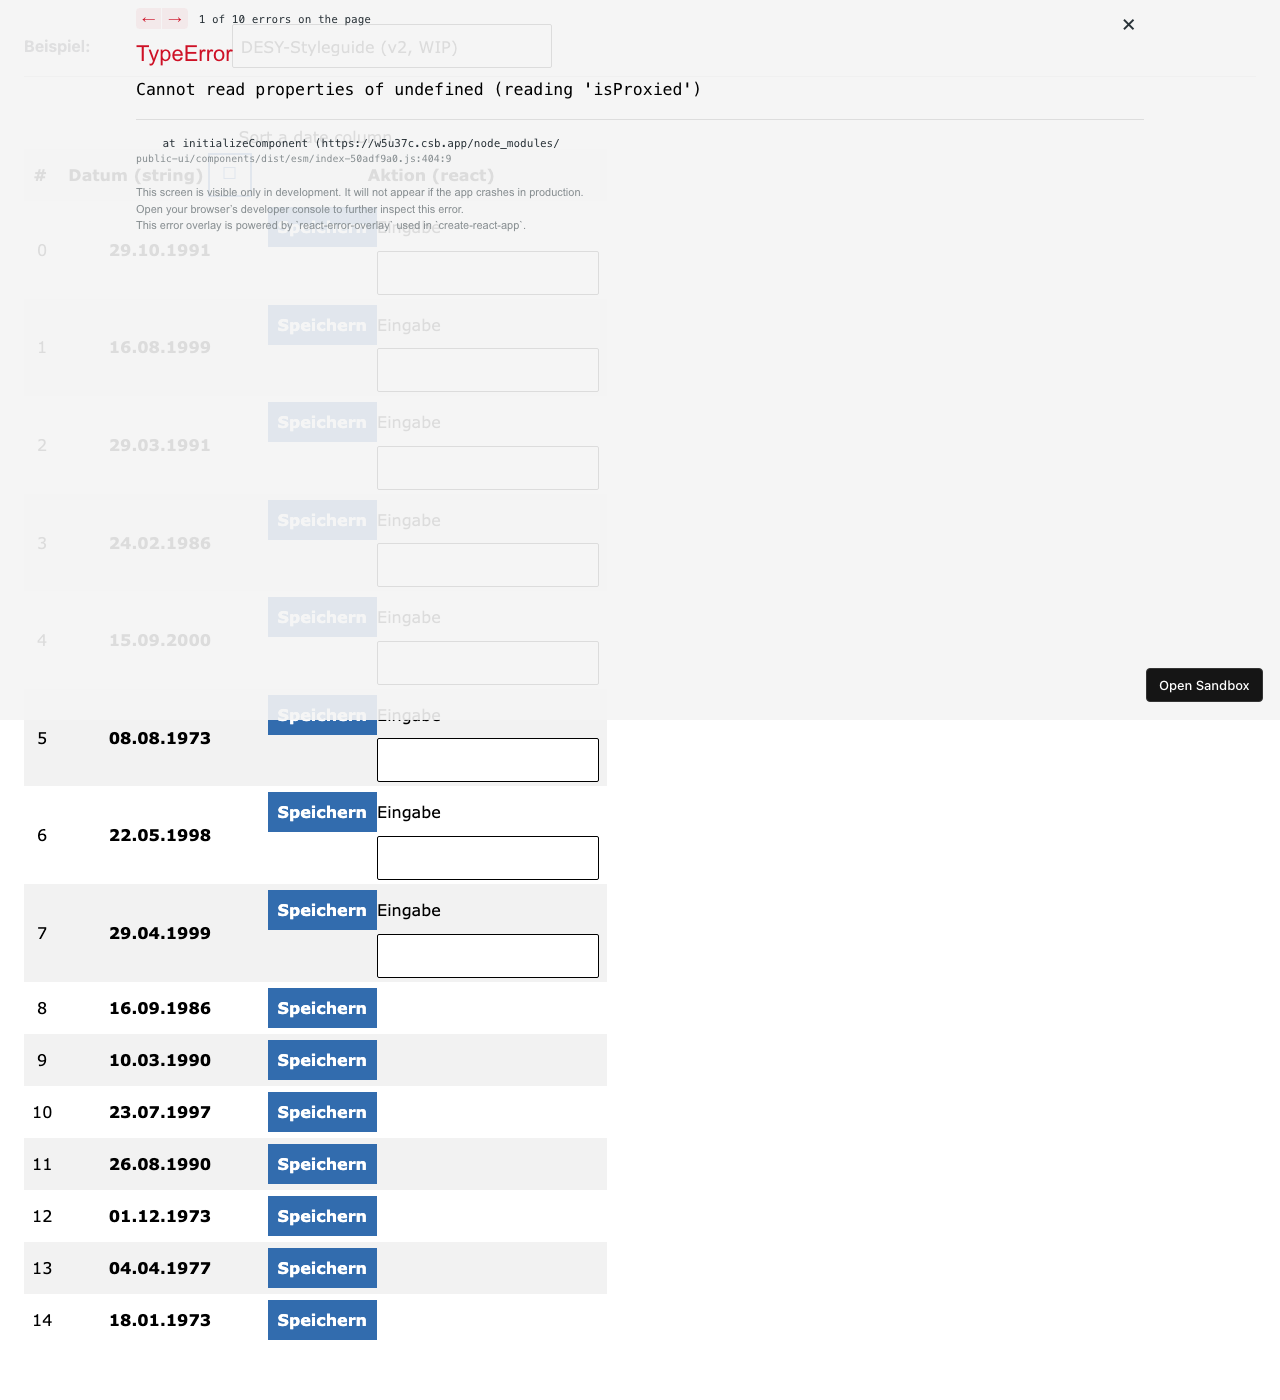 ← → 1 of 10 errors on the page
✕
Beispiel: DESY-Styleguide (v2, WIP)
TypeError
Cannot read properties of undefined (reading 'isProxied')
Sort a date column
at initializeComponent (https://w5u37c.csb.app/node_modules/
public-ui/components/dist/esm/index-50adf9a0.js:404:9
# Datum (string) Aktion (react)
This screen is visible only in development. It will not appear if the app crashes in production.
Open your browser's developer console to further inspect this error.
This error overlay is powered by `react-error-overlay` used in `create-react-app`.
Speichern Eingabe
0 29.10.1991
Speichern Eingabe
1 16.08.1999
Speichern Eingabe
2 29.03.1991
Speichern Eingabe
3 24.02.1986
Speichern Eingabe
4 15.09.2000
Open Sandbox
Speichern Eingabe
5 08.08.1973
Speichern Eingabe
6 22.05.1998
Speichern Eingabe
7 29.04.1999
8 16.09.1986 Speichern
9 10.03.1990 Speichern
10 23.07.1997 Speichern
11 26.08.1990 Speichern
12 01.12.1973 Speichern
13 04.04.1977 Speichern
14 18.01.1973 Speichern